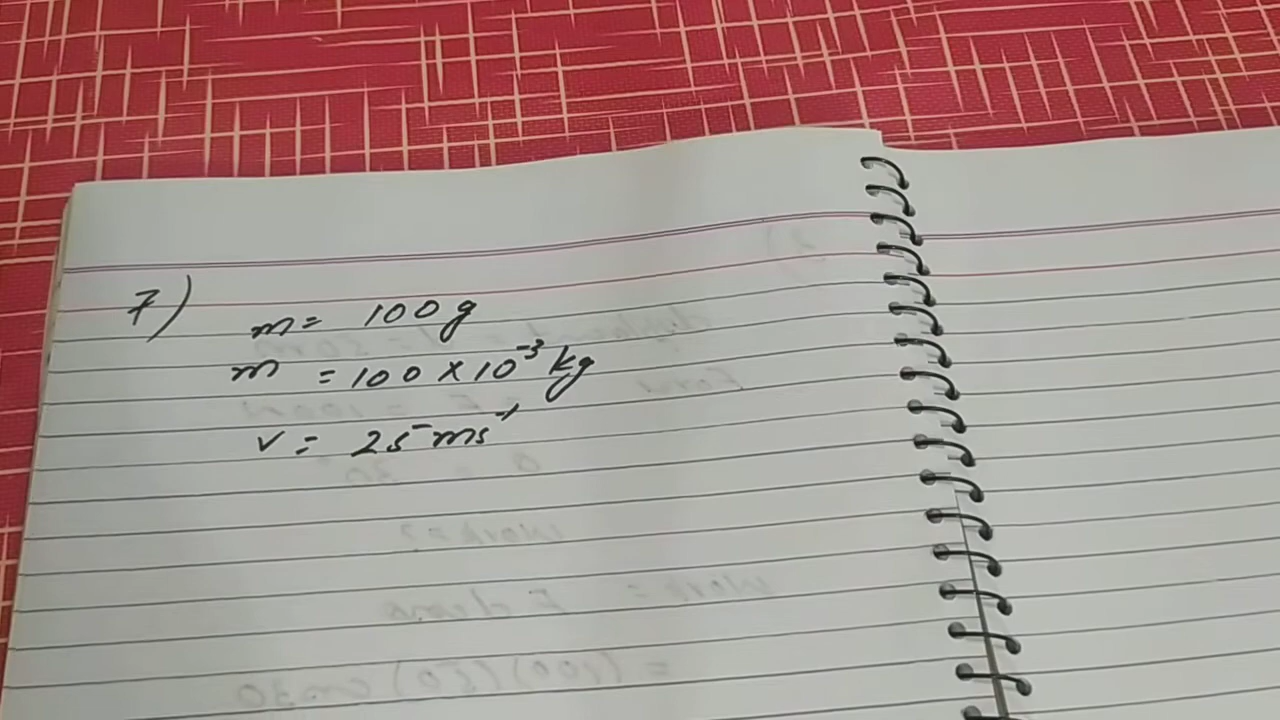 7)
m = 100g
m = 100 × 10⁻³ kg
v = 25 ms⁻¹